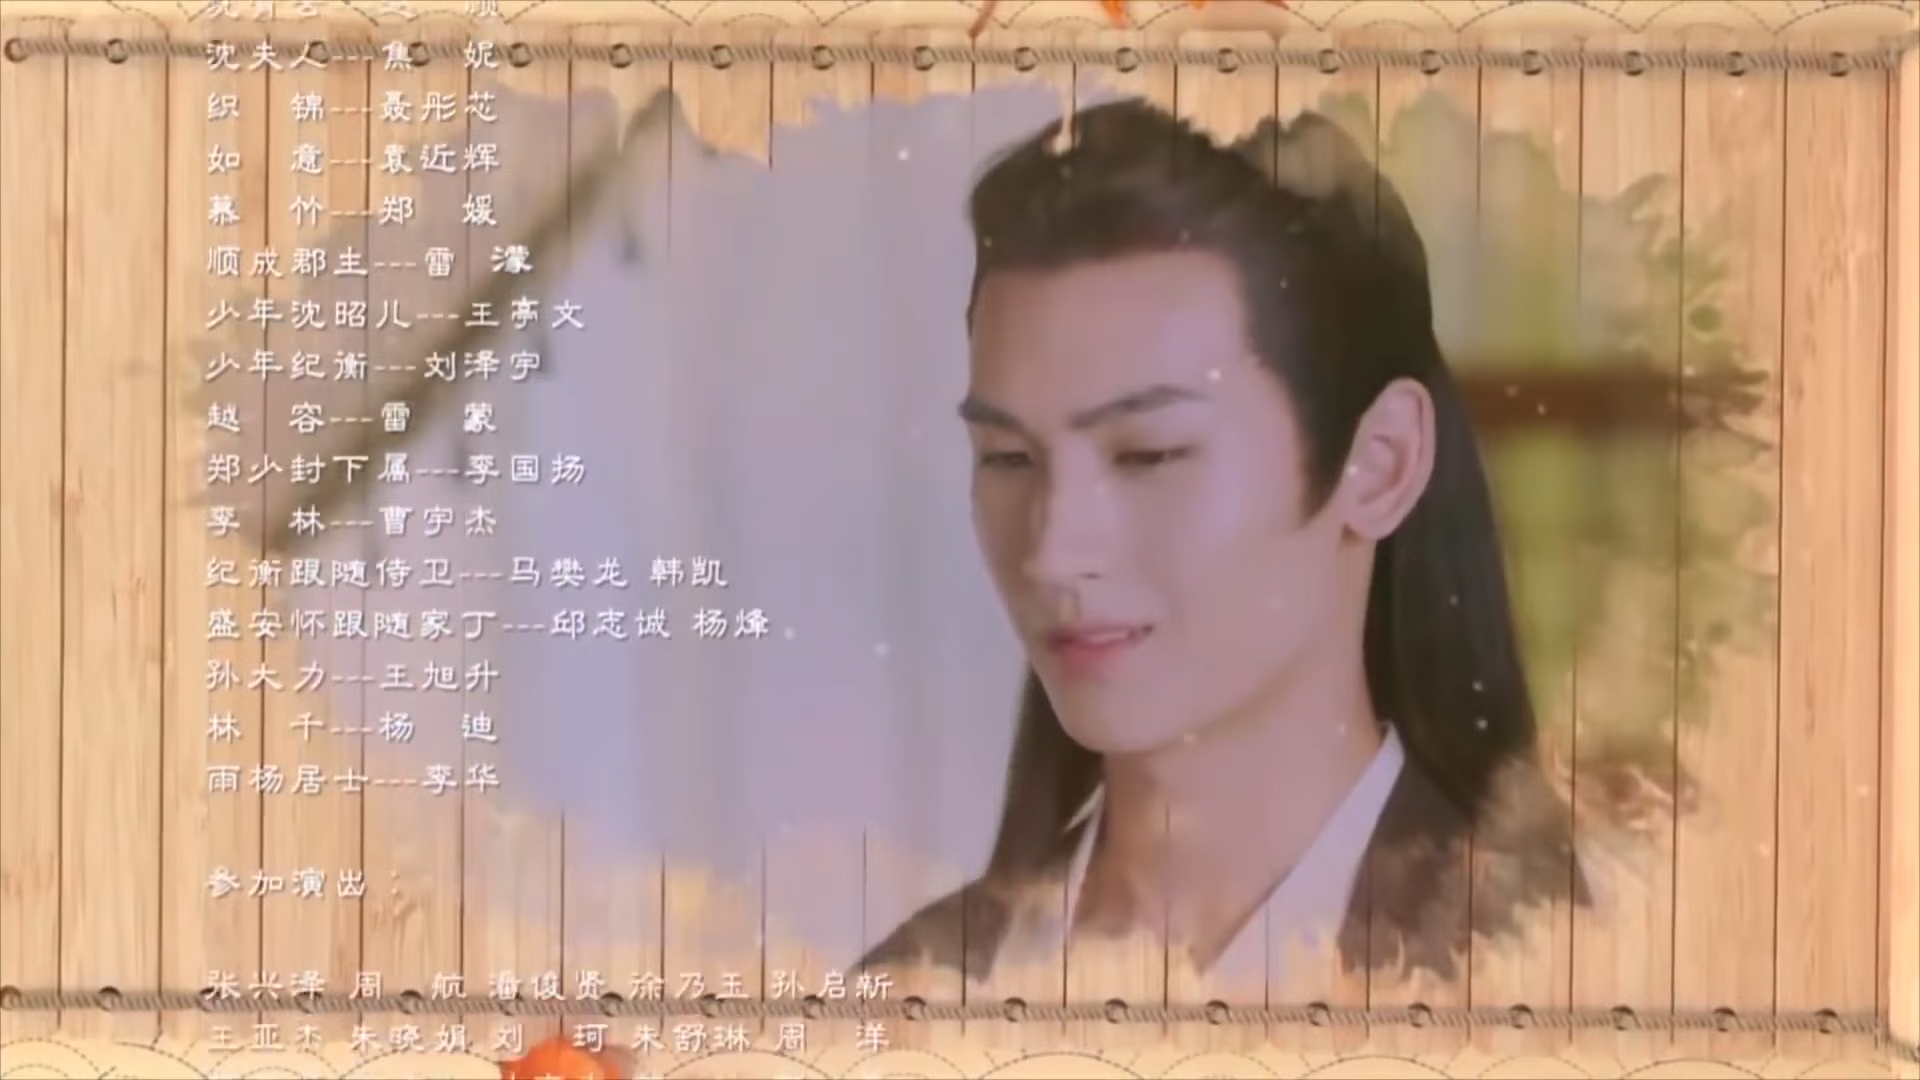 沈夫人---焦 妮
织 锦---聂彤芯
如 意---袁近辉
慕 竹---郑 媛
顺成郡主---雷 濛
少年沈昭儿---王亭文
少年纪衡---刘泽宇
越 容---雷 蒙
郑少封下属---李国扬
李 林---曹宇杰
纪衡跟随侍卫---马樊龙 韩凯
盛安怀跟随家丁---邱志诚 杨烽
孙大力---王旭升
林 千---杨 迪
雨杨居士---李华
参加演出：
张兴泽 周 航 潘俊贤 徐乃玉 孙启新
王亚杰 朱晓娟 刘 珂 朱舒琳 周 洋